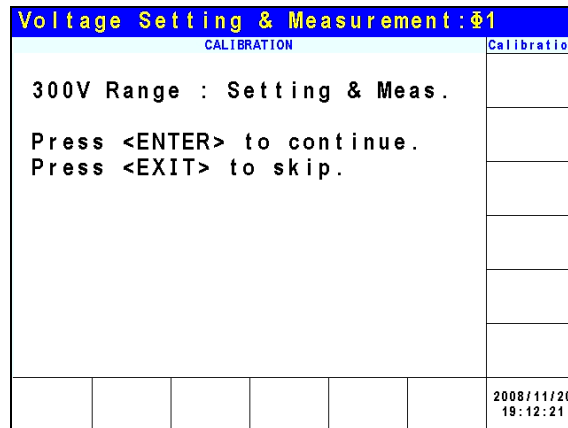 Voltage Setting & Measurement:Φ1
CALIBRATION
Calibratio
300V Range : Setting & Meas.
Press <ENTER> to continue.
Press <EXIT> to skip.
2008/11/20
19:12:21